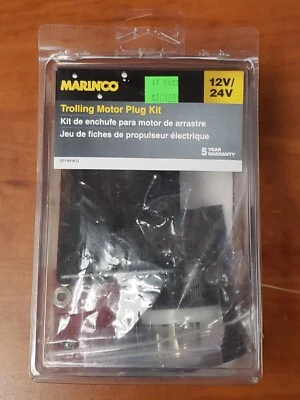 MARINCO
12V/
24V
Trolling Motor Plug Kit
Kit de enchufe para motor de arrastre
Jeu de fiches de propulseur électrique
5 YEAR
WARRANTY